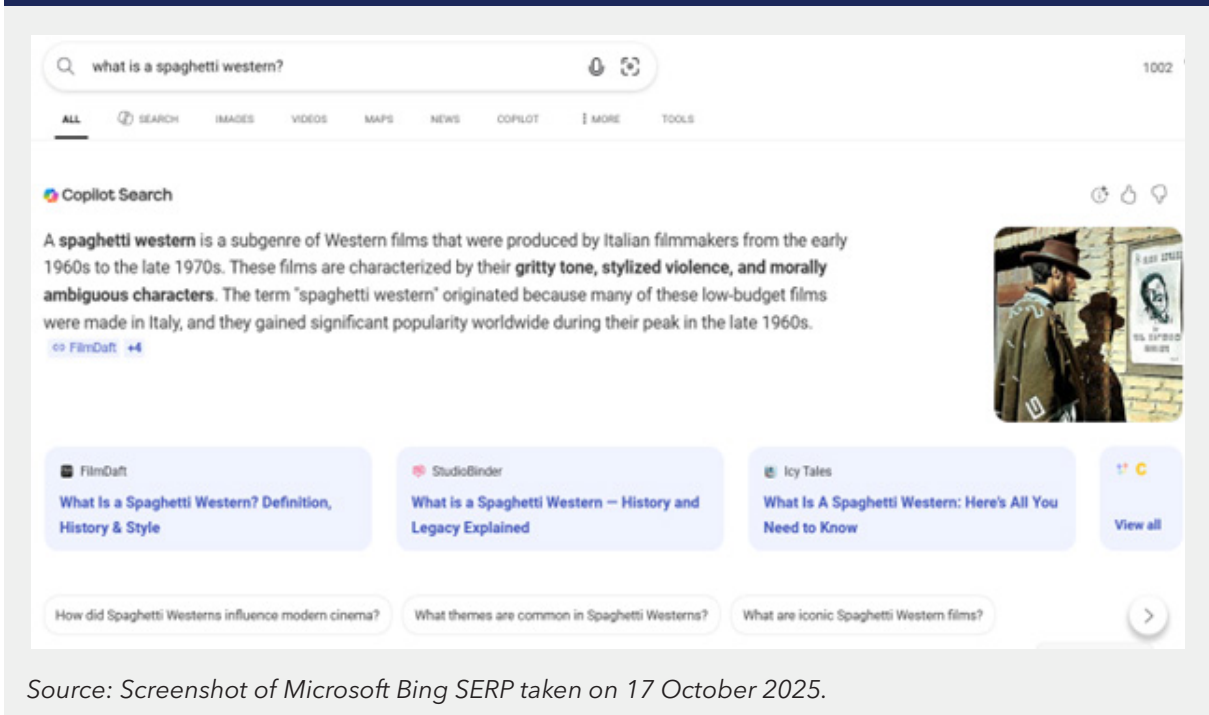 what is a spaghetti western?
1002
ALL SEARCH IMAGES VIDEOS MAPS NEWS COPILOT MORE TOOLS
Copilot Search
A spaghetti western is a subgenre of Western films that were produced by Italian filmmakers from the early
1960s to the late 1970s. These films are characterized by their gritty tone, stylized violence, and morally
ambiguous characters. The term "spaghetti western" originated because many of these low-budget films
were made in Italy, and they gained significant popularity worldwide during their peak in the late 1960s.
FilmDaft +4
FilmDaft
What Is a Spaghetti Western? Definition,
History & Style
StudioBinder
What is a Spaghetti Western — History and
Legacy Explained
Icy Tales
What Is A Spaghetti Western: Here's All You
Need to Know
View all
How did Spaghetti Westerns influence modern cinema?
What themes are common in Spaghetti Westerns?
What are iconic Spaghetti Western films?
Source: Screenshot of Microsoft Bing SERP taken on 17 October 2025.